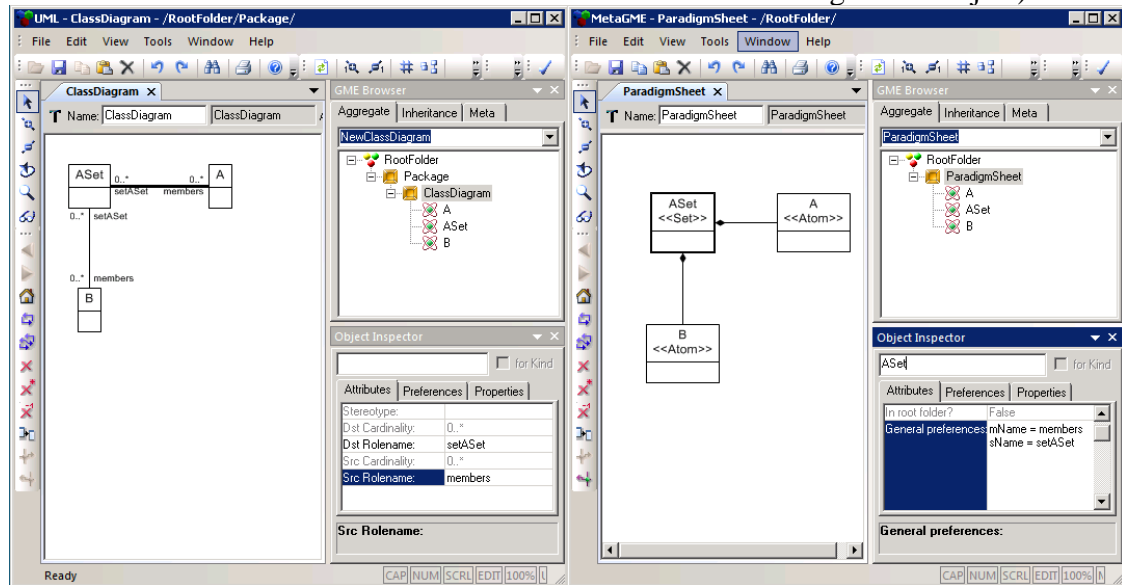 UML - ClassDiagram - /RootFolder/Package/
File Edit View Tools Window Help
ClassDiagram
Name: ClassDiagram ClassDiagram
ASet
0..*
0..*
A
setASet
members
0..*
setASet
0..*
members
B
GME Browser
Aggregate Inheritance Meta
NewClassDiagram
RootFolder
Package
ClassDiagram
A
ASet
B
Object Inspector
for Kind
Attributes Preferences Properties
Stereotype:
Dst Cardinality: 0..*
Dst Rolename: setASet
Src Cardinality: 0..*
Src Rolename: members
Src Rolename:
Ready
CAP NUM SCRL EDIT 100%
MetaGME - ParadigmSheet - /RootFolder/
File Edit View Tools Window Help
ParadigmSheet
Name: ParadigmSheet ParadigmSheet
ASet
<<Set>>
A
<<Atom>>
B
<<Atom>>
GME Browser
Aggregate Inheritance Meta
ParadigmSheet
RootFolder
ParadigmSheet
A
ASet
B
Object Inspector
ASet
for Kind
Attributes Preferences Properties
In root folder? False
General preferences: mName = members
sName = setASet
General preferences:
CAP NUM SCRL EDIT 100%